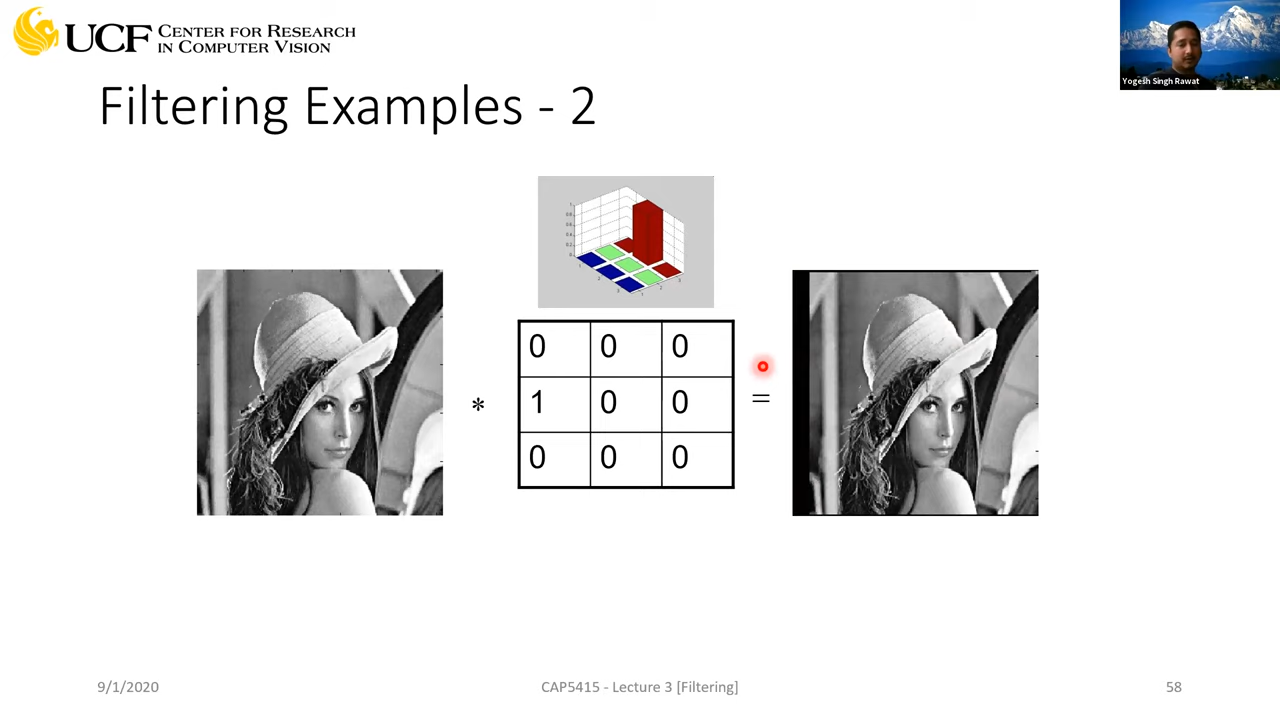 UCF CENTER FOR RESEARCH
IN COMPUTER VISION
Yogesh Singh Rawat
Filtering Examples - 2
0 0 0
* 1 0 0 =
0 0 0
9/1/2020 CAP5415 - Lecture 3 [Filtering] 58